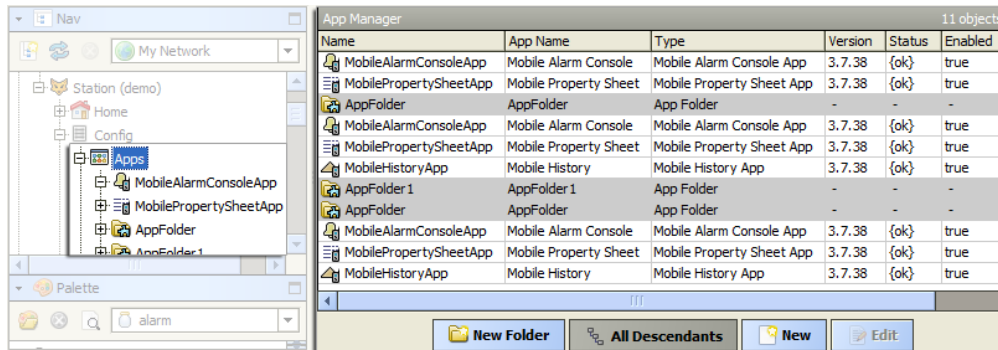 Nav
My Network
Station (demo)
Home
Config
Apps
MobileAlarmConsoleApp
MobilePropertySheetApp
AppFolder
AppFolder1
Palette
alarm
App Manager 11 objects
Name App Name Type Version Status Enabled
MobileAlarmConsoleApp Mobile Alarm Console Mobile Alarm Console App 3.7.38 {ok} true
MobilePropertySheetApp Mobile Property Sheet Mobile Property Sheet App 3.7.38 {ok} true
AppFolder AppFolder App Folder - - -
MobileAlarmConsoleApp Mobile Alarm Console Mobile Alarm Console App 3.7.38 {ok} true
MobilePropertySheetApp Mobile Property Sheet Mobile Property Sheet App 3.7.38 {ok} true
MobileHistoryApp Mobile History Mobile History App 3.7.38 {ok} true
AppFolder1 AppFolder1 App Folder - - -
AppFolder AppFolder App Folder - - -
MobileAlarmConsoleApp Mobile Alarm Console Mobile Alarm Console App 3.7.38 {ok} true
MobilePropertySheetApp Mobile Property Sheet Mobile Property Sheet App 3.7.38 {ok} true
MobileHistoryApp Mobile History Mobile History App 3.7.38 {ok} true
New Folder All Descendants New Edit